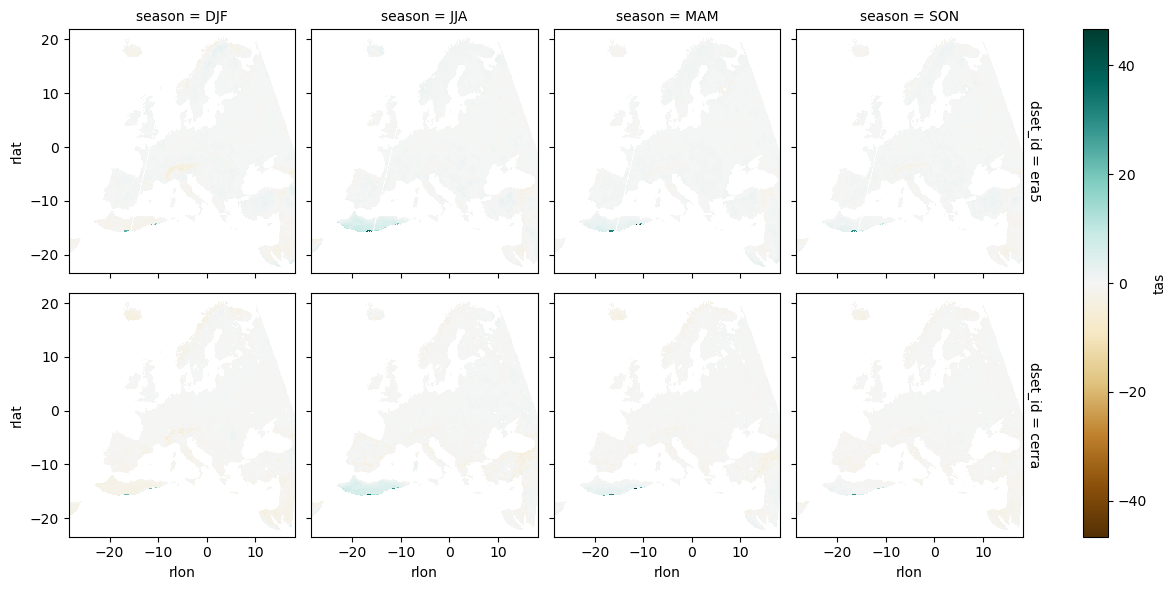 season = DJF
season = JJA
season = MAM
season = SON
20
10
0
−10
−20
rlat
dset_id = era5
20
10
0
−10
−20
rlat
dset_id = cerra
−20 −10 0 10
−20 −10 0 10
−20 −10 0 10
−20 −10 0 10
rlon
rlon
rlon
rlon
40
20
0
−20
−40
tas